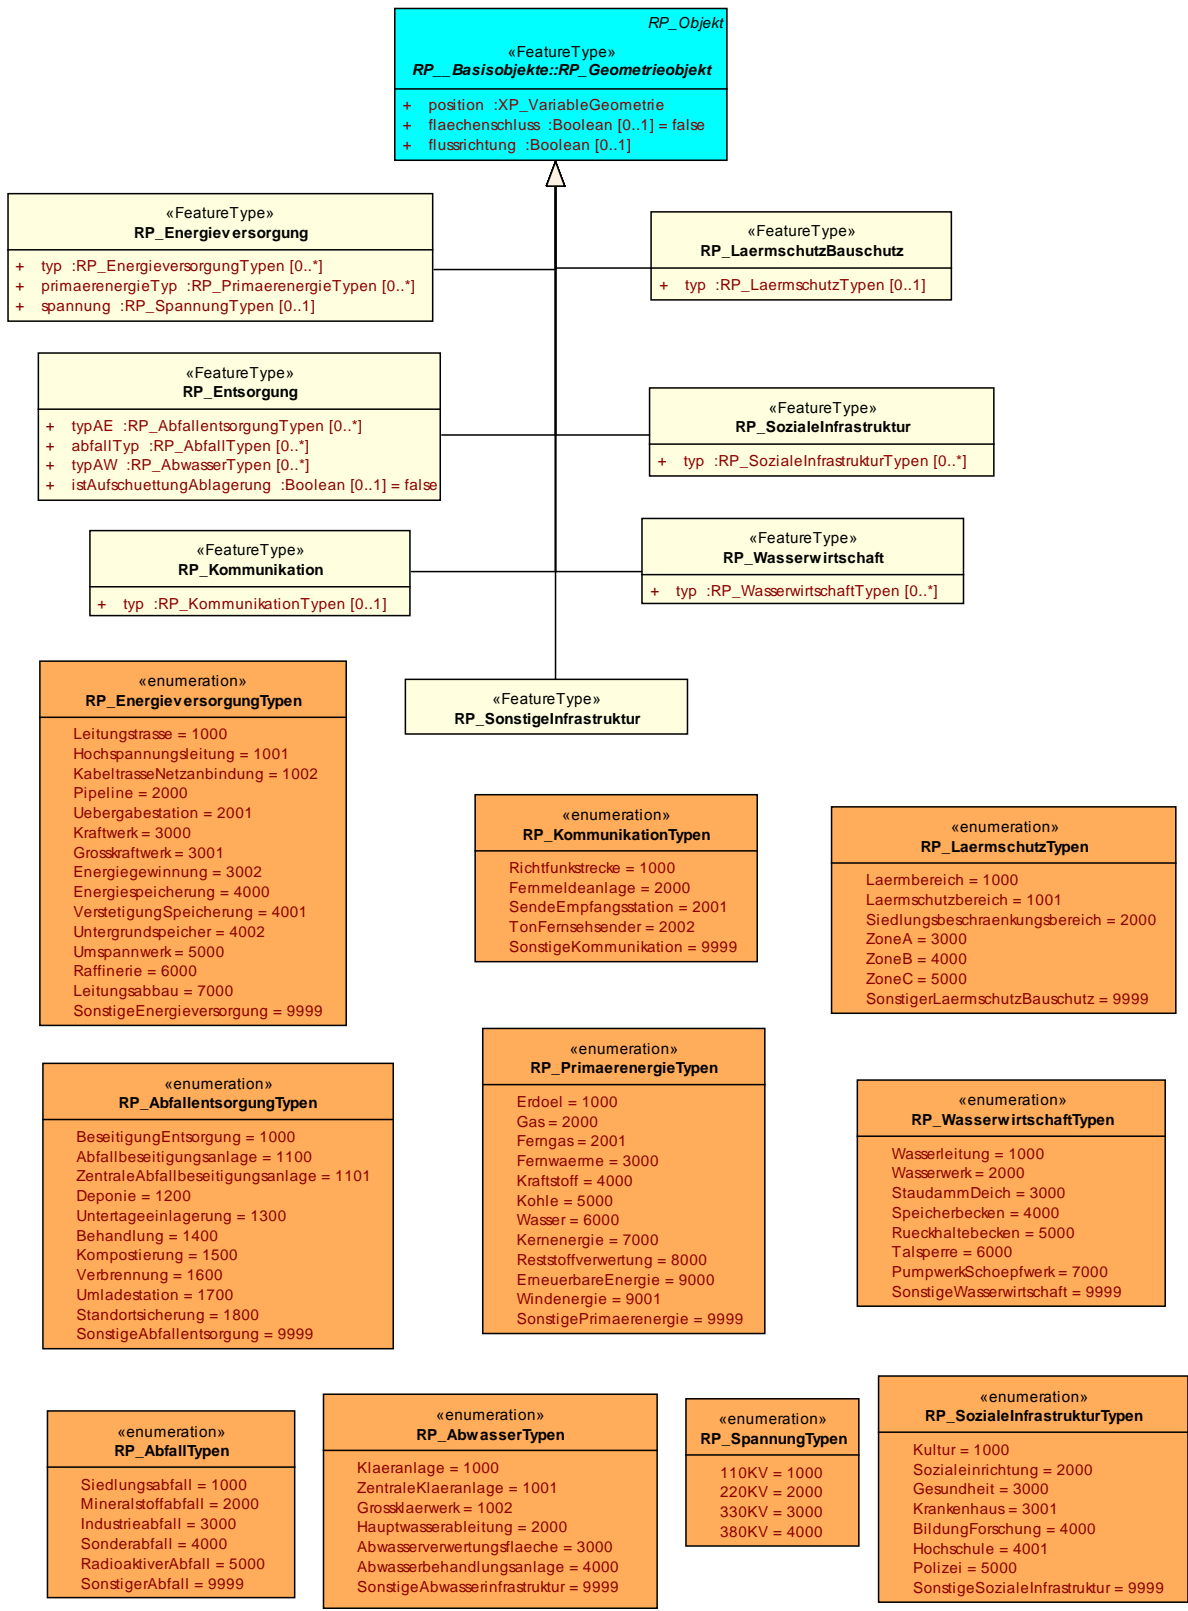 RP_Objekt
«FeatureType»
RP__Basisobjekte::RP_Geometrieobjekt
+ position :XP_VariableGeometrie
+ flaechenschluss :Boolean [0..1] = false
+ flussrichtung :Boolean [0..1]
«FeatureType»
RP_Energieversorgung
+ typ :RP_EnergieversorgungTypen [0..*]
+ primaerenergieTyp :RP_PrimaerenergieTypen [0..*]
+ spannung :RP_SpannungTypen [0..1]
«FeatureType»
RP_LaermschutzBauschutz
+ typ :RP_LaermschutzTypen [0..1]
«FeatureType»
RP_Entsorgung
+ typAE :RP_AbfallentsorgungTypen [0..*]
+ abfallTyp :RP_AbfallTypen [0..*]
+ typAW :RP_AbwasserTypen [0..*]
+ istAufschuettungAblagerung :Boolean [0..1] = false
«FeatureType»
RP_SozialeInfrastruktur
+ typ :RP_SozialeInfrastrukturTypen [0..*]
«FeatureType»
RP_Kommunikation
+ typ :RP_KommunikationTypen [0..1]
«FeatureType»
RP_Wasserwirtschaft
+ typ :RP_WasserwirtschaftTypen [0..*]
«FeatureType»
RP_SonstigeInfrastruktur
«enumeration»
RP_EnergieversorgungTypen
Leitungstrasse = 1000
Hochspannungsleitung = 1001
KabeltrasseNetzanbindung = 1002
Pipeline = 2000
Uebergabestation = 2001
Kraftwerk = 3000
Grosskraftwerk = 3001
Energiegewinnung = 3002
Energiespeicherung = 4000
VerstetigungSpeicherung = 4001
Untergrundspeicher = 4002
Umspannwerk = 5000
Raffinerie = 6000
Leitungsabbau = 7000
SonstigeEnergieversorgung = 9999
«enumeration»
RP_KommunikationTypen
Richtfunkstrecke = 1000
Fernmeldeanlage = 2000
SendeEmpfangsstation = 2001
TonFernsehsender = 2002
SonstigeKommunikation = 9999
«enumeration»
RP_LaermschutzTypen
Laermbereich = 1000
Laermschutzbereich = 1001
Siedlungsbeschraenkungsbereich = 2000
ZoneA = 3000
ZoneB = 4000
ZoneC = 5000
SonstigerLaermschutzBauschutz = 9999
«enumeration»
RP_AbfallentsorgungTypen
BeseitigungEntsorgung = 1000
Abfallbeseitigungsanlage = 1100
ZentraleAbfallbeseitigungsanlage = 1101
Deponie = 1200
Untertageeinlagerung = 1300
Behandlung = 1400
Kompostierung = 1500
Verbrennung = 1600
Umladestation = 1700
Standortsicherung = 1800
SonstigeAbfallentsorgung = 9999
«enumeration»
RP_PrimaerenergieTypen
Erdoel = 1000
Gas = 2000
Ferngas = 2001
Fernwaerme = 3000
Kraftstoff = 4000
Kohle = 5000
Wasser = 6000
Kernenergie = 7000
Reststoffverwertung = 8000
ErneuerbareEnergie = 9000
Windenergie = 9001
SonstigePrimaerenergie = 9999
«enumeration»
RP_WasserwirtschaftTypen
Wasserleitung = 1000
Wasserwerk = 2000
StaudammDeich = 3000
Speicherbecken = 4000
Rueckhaltebecken = 5000
Talsperre = 6000
PumpwerkSchoepfwerk = 7000
SonstigeWasserwirtschaft = 9999
«enumeration»
RP_AbfallTypen
Siedlungsabfall = 1000
Mineralstoffabfall = 2000
Industrieabfall = 3000
Sonderabfall = 4000
RadioaktiverAbfall = 5000
SonstigerAbfall = 9999
«enumeration»
RP_AbwasserTypen
Klaeranlage = 1000
ZentraleKlaeranlage = 1001
Grossklaerwerk = 1002
Hauptwasserableitung = 2000
Abwasserverwertungsflaeche = 3000
Abwasserbehandlungsanlage = 4000
SonstigeAbwasserinfrastruktur = 9999
«enumeration»
RP_SpannungTypen
110KV = 1000
220KV = 2000
330KV = 3000
380KV = 4000
«enumeration»
RP_SozialeInfrastrukturTypen
Kultur = 1000
Sozialeinrichtung = 2000
Gesundheit = 3000
Krankenhaus = 3001
BildungForschung = 4000
Hochschule = 4001
Polizei = 5000
SonstigeSozialeInfrastruktur = 9999